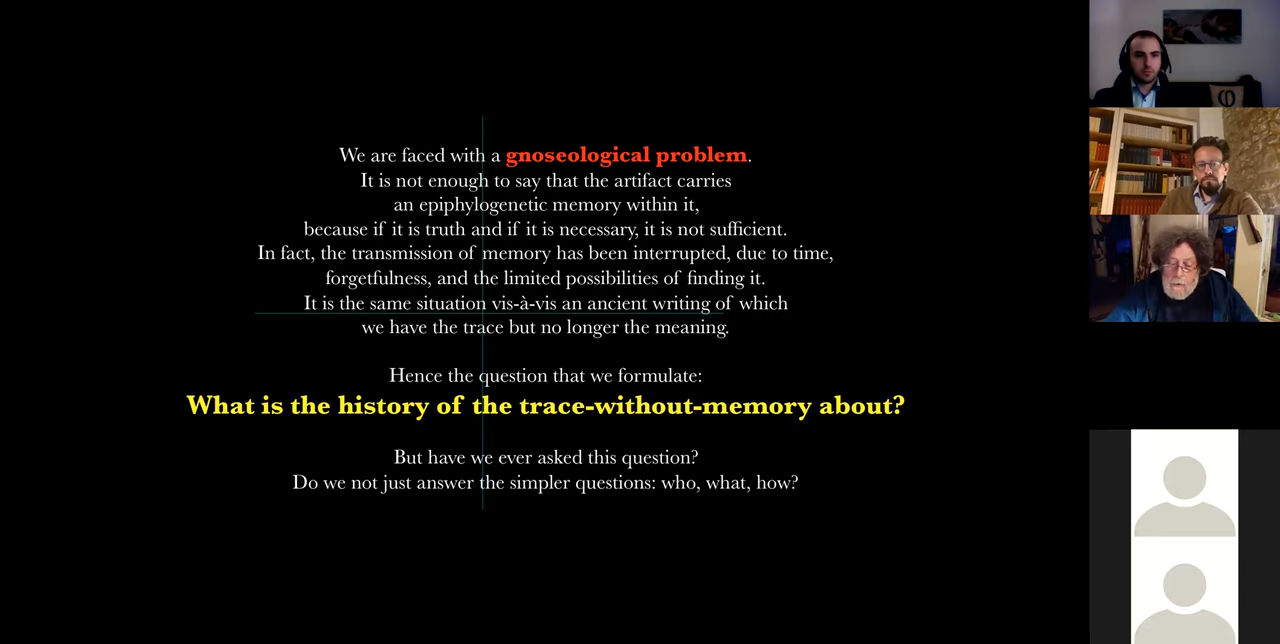 We are faced with a gnoseological problem.
It is not enough to say that the artifact carries
an epiphylogenetic memory within it,
because if it is truth and if it is necessary, it is not sufficient.
In fact, the transmission of memory has been interrupted, due to time,
forgetfulness, and the limited possibilities of finding it.
It is the same situation vis-à-vis an ancient writing of which
we have the trace but no longer the meaning.
Hence the question that we formulate:
What is the history of the trace-without-memory about?
But have we ever asked this question?
Do we not just answer the simpler questions: who, what, how?
φ